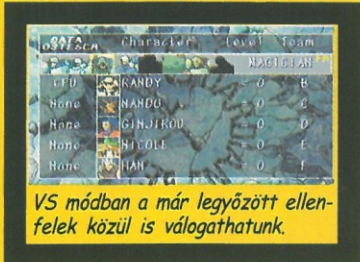 DATA
Character Level Team
MAGICIAN
CPU RANDY - 0 B
None NANDU - 0 C
None GINJIROU - 0 D
None NICOLE - 0 E
None HAN - 0 F
VS módban a már legyőzött ellen-
felek közül is válogathatunk.